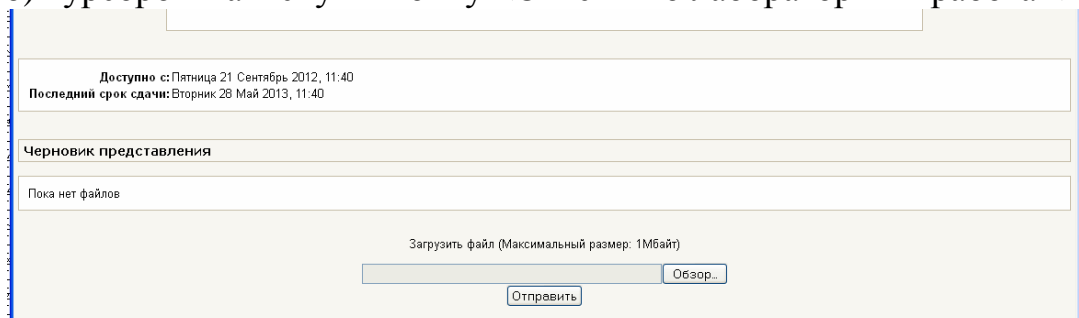 Доступно с: Пятница 21 Сентябрь 2012, 11:40
Последний срок сдачи: Вторник 28 Май 2013, 11:40
Черновик представления
Пока нет файлов
Загрузить файл (Максимальный размер: 1Мбайт)
Обзор...
Отправить